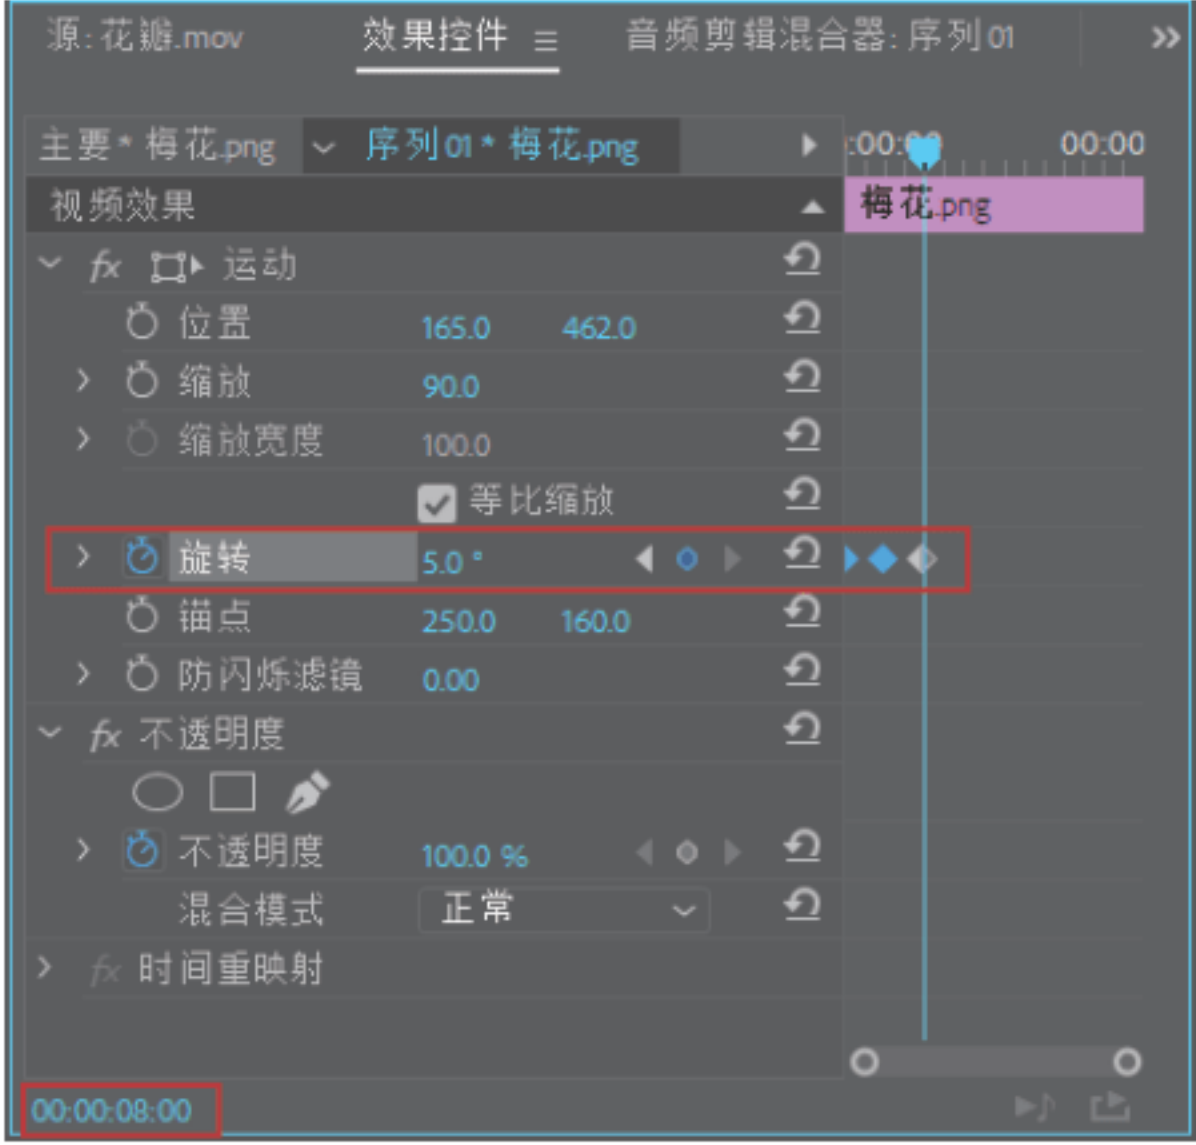 源: 花瓣.mov 效果控件 音频剪辑混合器: 序列 01
主要 * 梅花.png 序列 01 * 梅花.png :00:00 00:00
视频效果 梅花.png
fx 运动
位置 165.0 462.0
缩放 90.0
缩放宽度 100.0
等比缩放
旋转 5.0 °
锚点 250.0 160.0
防闪烁滤镜 0.00
fx 不透明度
不透明度 100.0 %
混合模式 正常
fx 时间重映射
00:00:08:00